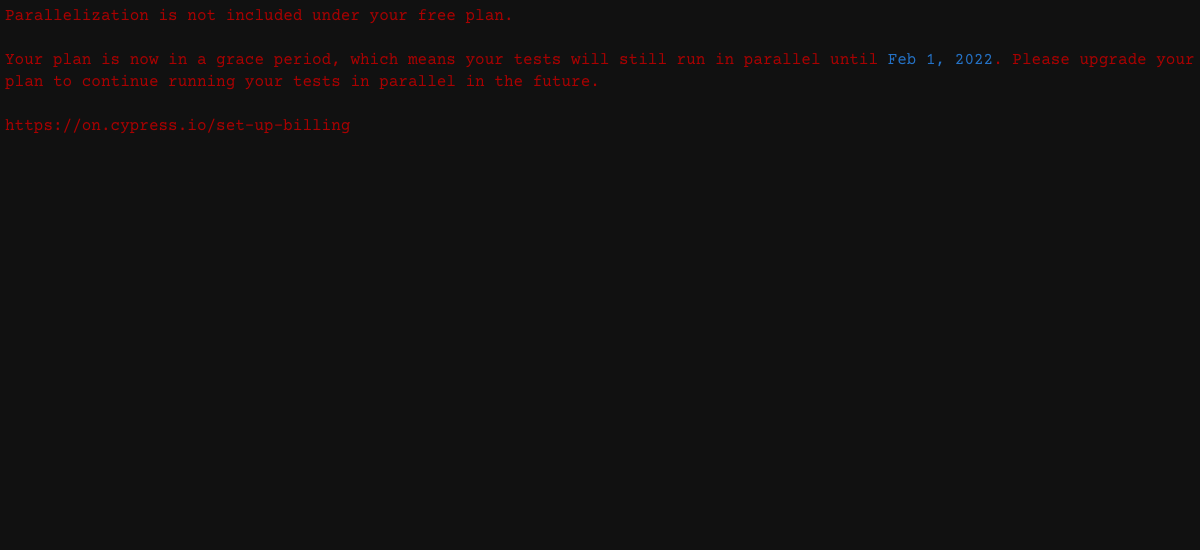 Parallelization is not included under your free plan.
Your plan is now in a grace period, which means your tests will still run in parallel until Feb 1, 2022. Please upgrade your
plan to continue running your tests in parallel in the future.
https://on.cypress.io/set-up-billing